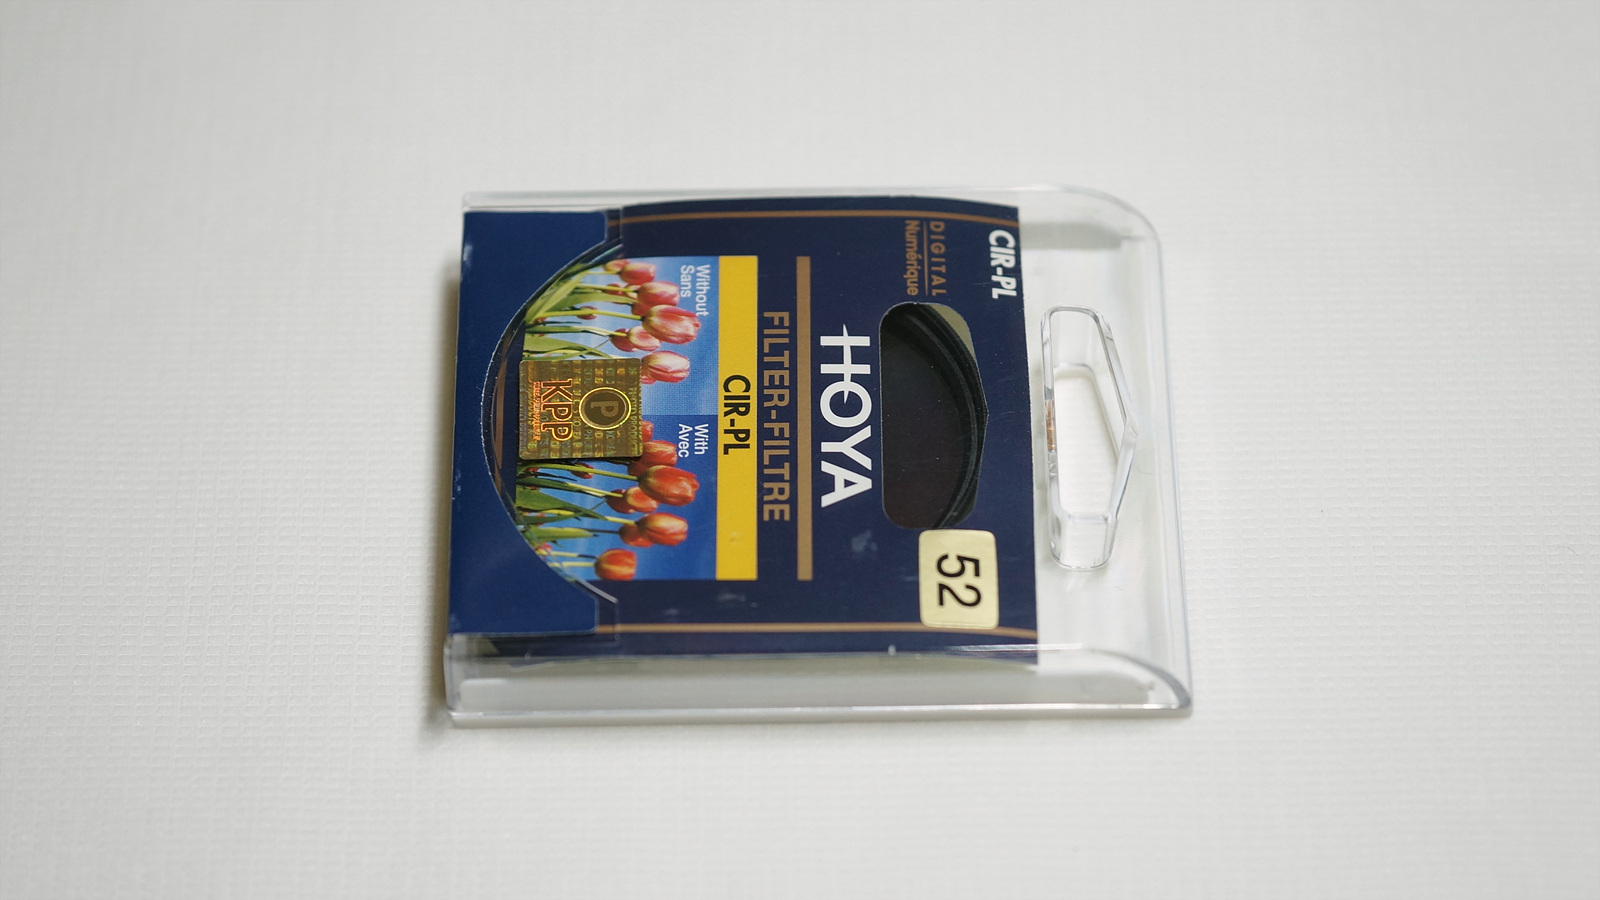 CIR-PL
DIGITAL
Numérique
52
HOYA
FILTER-FILTRE
CIR-PL
Without
Sans
With
Avec
P
KPP